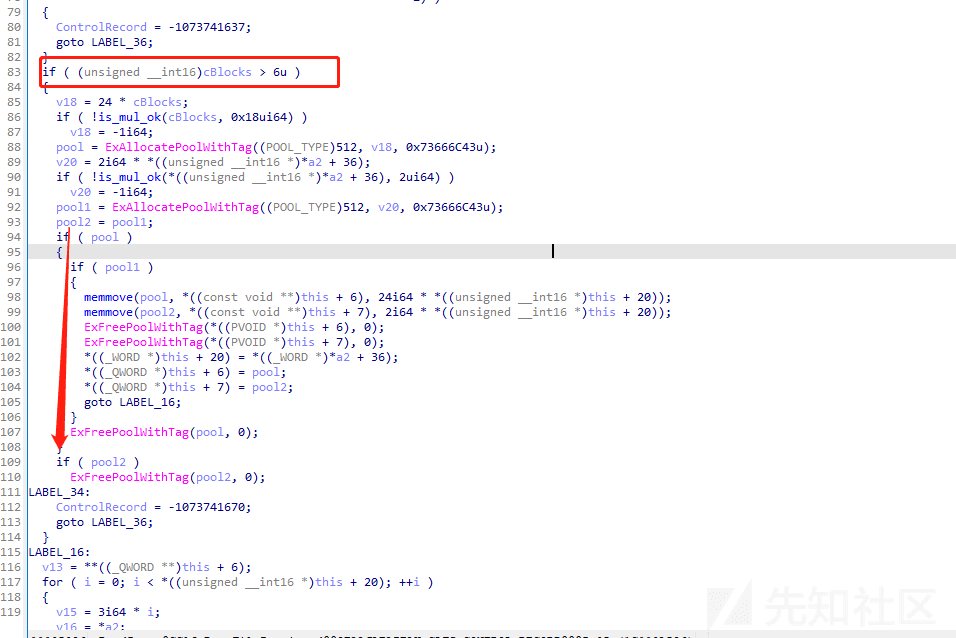 79 {
80 ControlRecord = -1073741637;
81 goto LABEL_36;
82 }
83 if ( (unsigned __int16)cBlocks > 6u )
84 {
85 v18 = 24 * cBlocks;
86 if ( !is_mul_ok(cBlocks, 0x18ui64) )
87 v18 = -1i64;
88 pool = ExAllocatePoolWithTag((POOL_TYPE)512, v18, 0x73666C43u);
89 v20 = 2i64 * *((unsigned __int16 *)*a2 + 36);
90 if ( !is_mul_ok(*((unsigned __int16 *)*a2 + 36), 2ui64) )
91 v20 = -1i64;
92 pool1 = ExAllocatePoolWithTag((POOL_TYPE)512, v20, 0x73666C43u);
93 pool2 = pool1;
94 if ( pool )
95 {
96 if ( pool1 )
97 {
98 memmove(pool, *((const void **)this + 6), 24i64 * *((unsigned __int16 *)this + 20));
99 memmove(pool2, *((const void **)this + 7), 2i64 * *((unsigned __int16 *)this + 20));
100 ExFreePoolWithTag(*((PVOID *)this + 6), 0);
101 ExFreePoolWithTag(*((PVOID *)this + 7), 0);
102 *((_WORD *)this + 20) = *((_WORD *)*a2 + 36);
103 *((_QWORD *)this + 6) = pool;
104 *((_QWORD *)this + 7) = pool2;
105 goto LABEL_16;
106 }
107 ExFreePoolWithTag(pool, 0);
108 }
109 if ( pool2 )
110 ExFreePoolWithTag(pool2, 0);
111 LABEL_34:
112 ControlRecord = -1073741670;
113 goto LABEL_36;
114 }
115 LABEL_16:
116 v13 = **((_QWORD **)this + 6);
117 for ( i = 0; i < *((unsigned __int16 *)this + 20); ++i )
118 {
119 v15 = 3i64 * i;
v16 = *a2;
先知社区